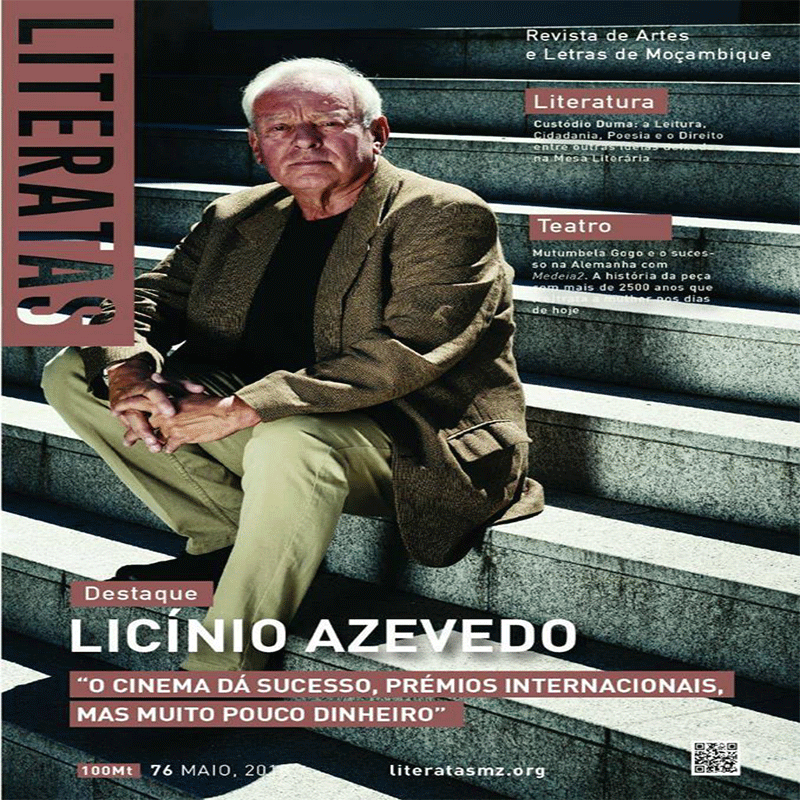 LITERATAS
Revista de Artes
e Letras de Moçambique
Literatura
Custódio Duma: a Leitura,
Cidadania, Poesia e o Direito
entre outras ideias
na Mesa Literária
Teatro
Mutumbela Gogo e o suces-
so na Alemanha com
Medeia2. A história da peça
com mais de 2500 anos que
retrata a mulher nos dias
de hoje
Destaque
LICÍNIO AZEVEDO
“O CINEMA DÁ SUCESSO, PRÉMIOS INTERNACIONAIS,
MAS MUITO POUCO DINHEIRO”
100Mt 76 MAIO,
literatasmz.org